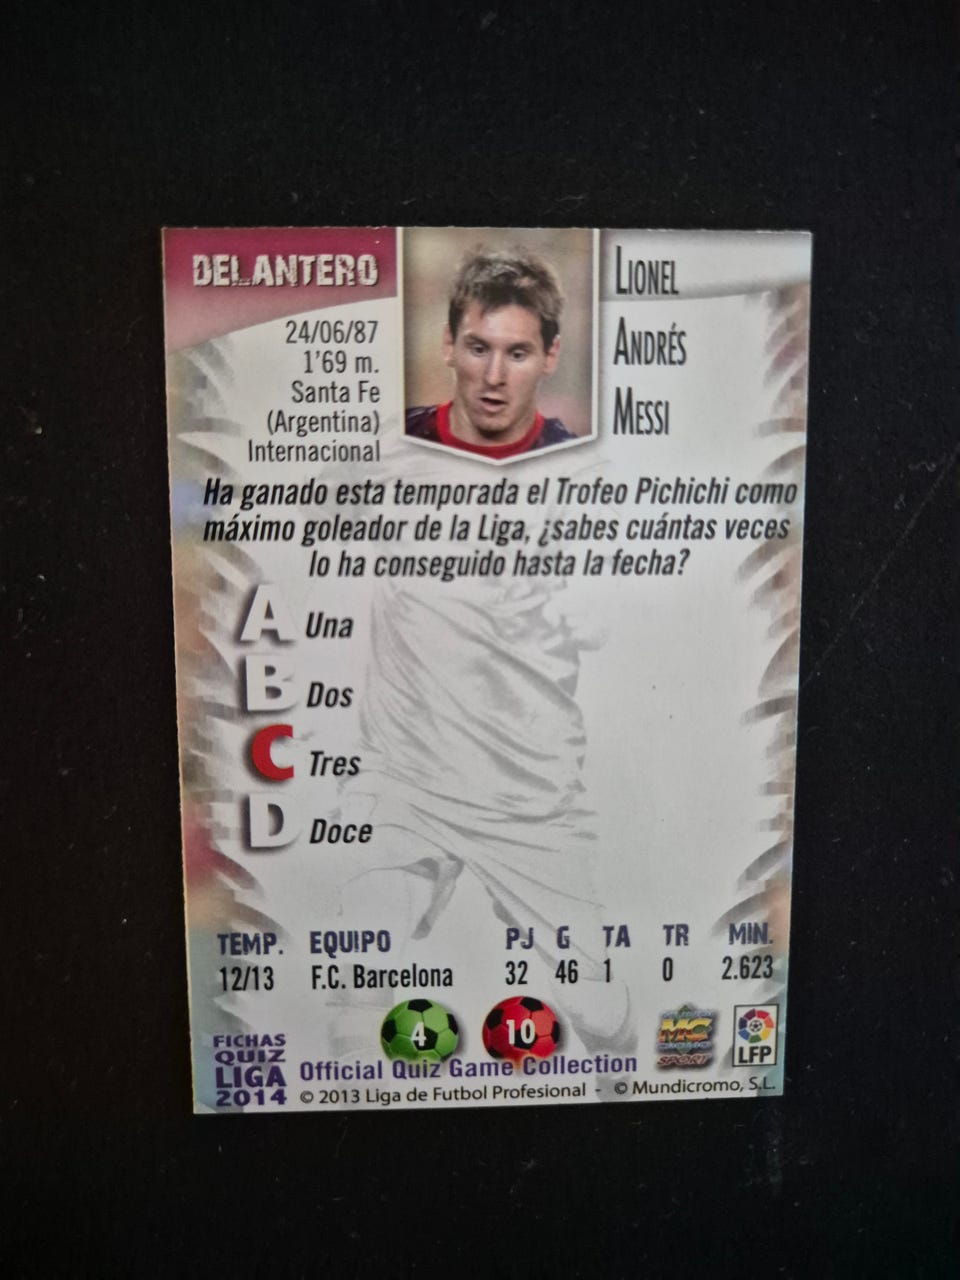 DELANTERO
24/06/87
1'69 m.
Santa Fe
(Argentina)
Internacional
LIONEL
ANDRÉS
MESSI
Ha ganado esta temporada el Trofeo Pichichi como
máximo goleador de la Liga, ¿sabes cuántas veces
lo ha conseguido hasta la fecha?
A Una
B Dos
C Tres
D Doce
TEMP. EQUIPO PJ G TA TR MIN.
12/13 F.C. Barcelona 32 46 1 0 2.623
4 10
MC
SPORT
LFP
FICHAS
QUIZ
LIGA
2014
Official Quiz Game Collection
© 2013 Liga de Futbol Profesional - © Mundicromo, S.L.